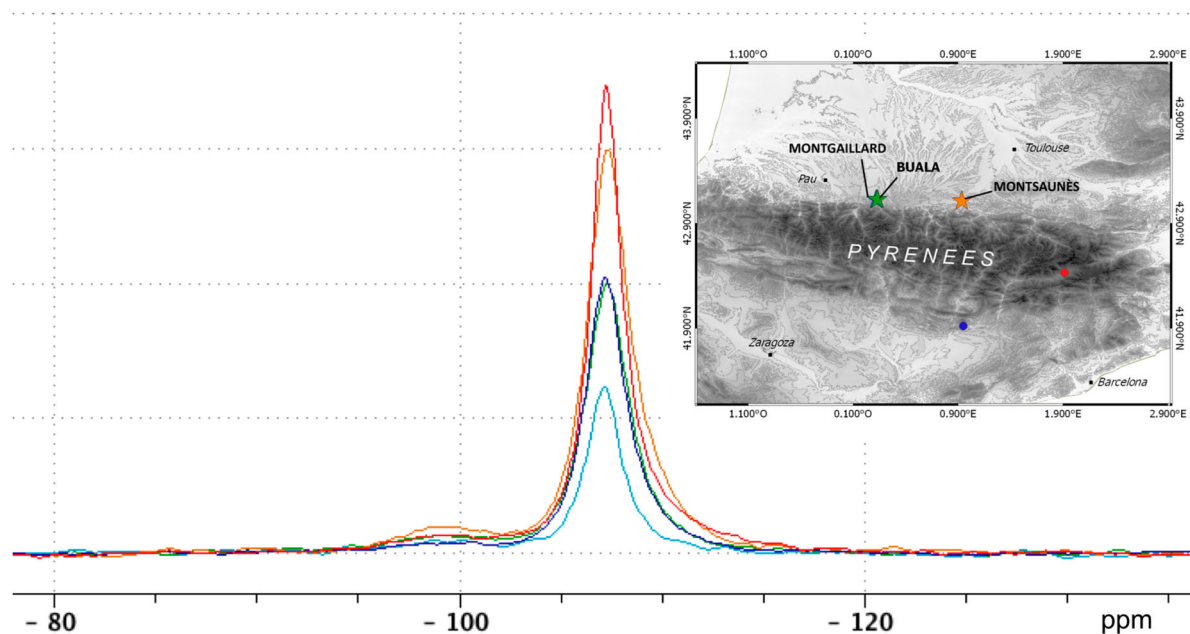 1.100°O 0.100°O 0.900°E 1.900°E 2.900°E
43.900°N 43.900°N
MONTGAILLARD
BUALA
Toulouse
Pau
MONTSAUNÈS
42.900°N 42.900°N
PYRENEES
41.900°N 41.900°N
Zaragoza
Barcelona
1.100°O 0.100°O 0.900°E 1.900°E 2.900°E
- 80 - 100 - 120 ppm